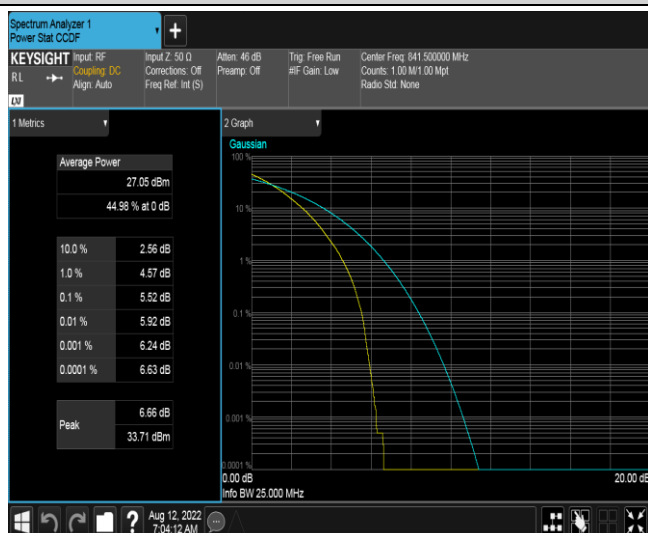 Spectrum Analyzer 1
Power Stat CCDF
+
KEYSIGHT
RL
LXI
Input: RF
Coupling: DC
Align: Auto
Input Z: 50 Ω
Corrections: Off
Freq Ref: Int (S)
Atten: 46 dB
Preamp: Off
Trig: Free Run
#IF Gain: Low
Center Freq: 841.500000 MHz
Counts: 1.00 M/1.00 Mpt
Radio Std: None
1 Metrics
Average Power
27.05 dBm
44.98 % at 0 dB
10.0 % 2.56 dB
1.0 % 4.57 dB
0.1 % 5.52 dB
0.01 % 5.92 dB
0.001 % 6.24 dB
0.0001 % 6.63 dB
Peak
6.66 dB
33.71 dBm
2 Graph
Gaussian
100 %
10 %
1 %
0.1 %
0.01 %
0.001 %
0.0001 %
0.00 dB 20.00 dB
Info BW 25.000 MHz
?
Aug 12, 2022
7:04:12 AM